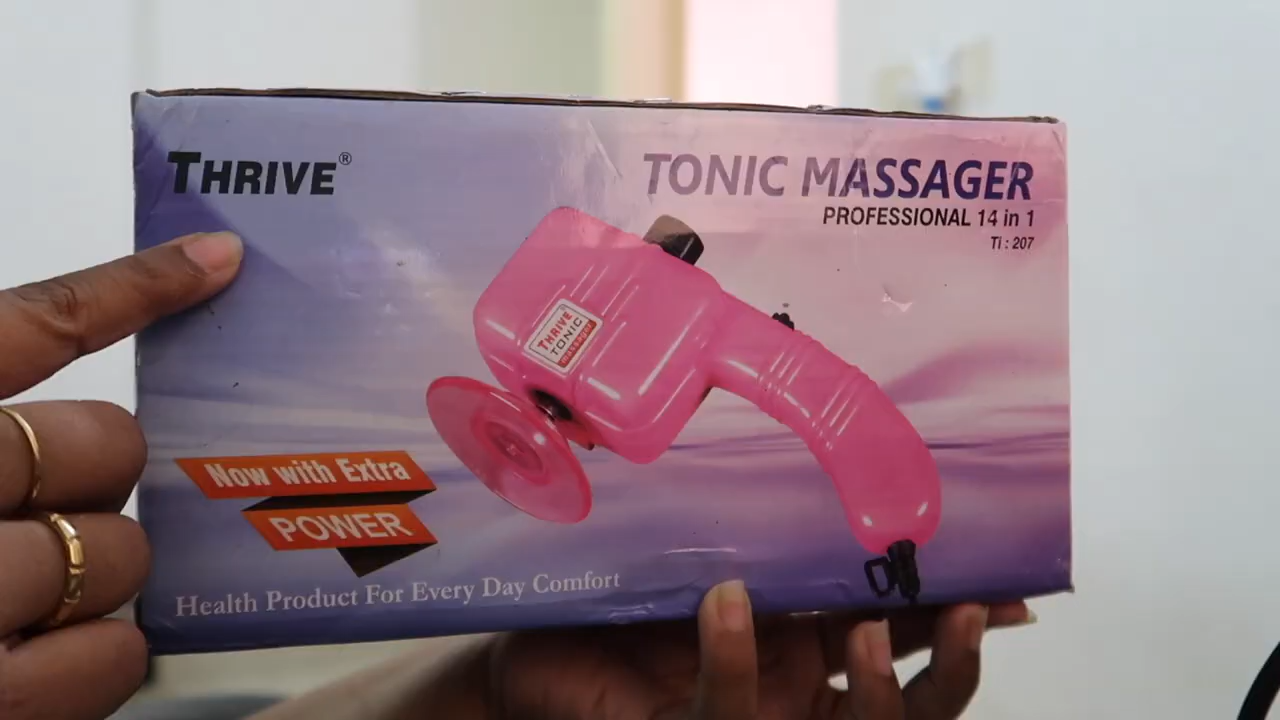 THRIVE®
TONIC MASSAGER
PROFESSIONAL 14 in 1
Ti : 207
THRIVE
TONIC
massager
Now with Extra
POWER
Health Product For Every Day Comfort